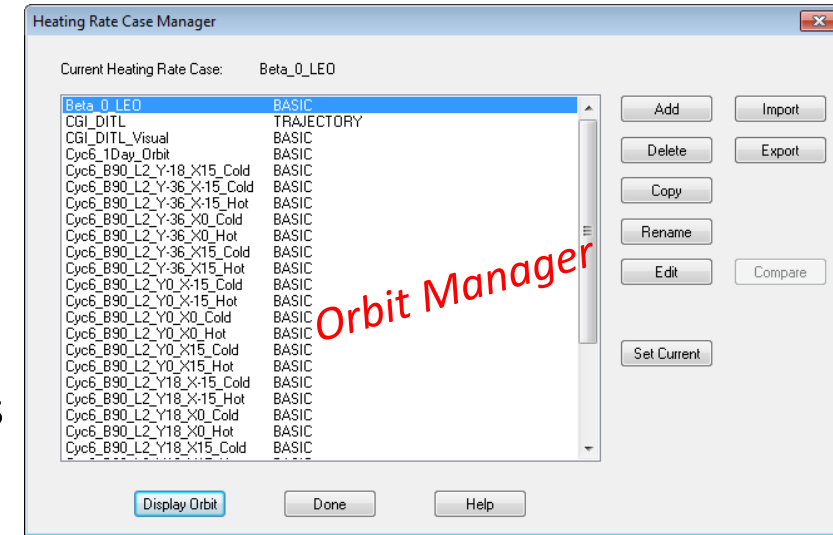 Heating Rate Case Manager
Current Heating Rate Case: Beta_0_LEO
Beta_0_LEO BASIC
CGI_DITL TRAJECTORY
CGI_DITL_Visual BASIC
Cyc6_1Day_Orbit BASIC
Cyc6_B90_L2_Y-18_X15_Cold BASIC
Cyc6_B90_L2_Y-36_X-15_Cold BASIC
Cyc6_B90_L2_Y-36_X-15_Hot BASIC
Cyc6_B90_L2_Y-36_X0_Cold BASIC
Cyc6_B90_L2_Y-36_X0_Hot BASIC
Cyc6_B90_L2_Y-36_X15_Cold BASIC
Cyc6_B90_L2_Y-36_X15_Hot BASIC
Cyc6_B90_L2_Y0_X-15_Cold BASIC
Cyc6_B90_L2_Y0_X-15_Hot BASIC
Cyc6_B90_L2_Y0_X0_Cold BASIC
Cyc6_B90_L2_Y0_X0_Hot BASIC
Cyc6_B90_L2_Y0_X15_Cold BASIC
Cyc6_B90_L2_Y0_X15_Hot BASIC
Cyc6_B90_L2_Y18_X-15_Cold BASIC
Cyc6_B90_L2_Y18_X-15_Hot BASIC
Cyc6_B90_L2_Y18_X0_Cold BASIC
Cyc6_B90_L2_Y18_X0_Hot BASIC
Cyc6_B90_L2_Y18_X15_Cold BASIC
Orbit Manager
Add Import
Delete Export
Copy
Rename
Edit Compare
Set Current
Display Orbit Done Help